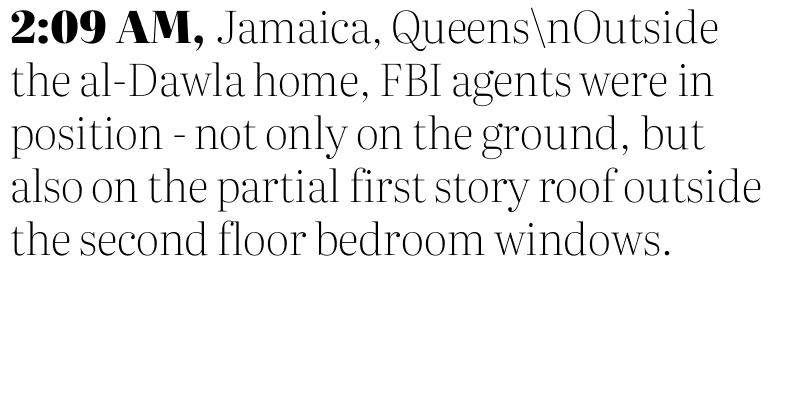 2:09 AM, Jamaica, Queens\nOutside
the al-Dawla home, FBI agents were in
position - not only on the ground, but
also on the partial first story roof outside
the second floor bedroom windows.